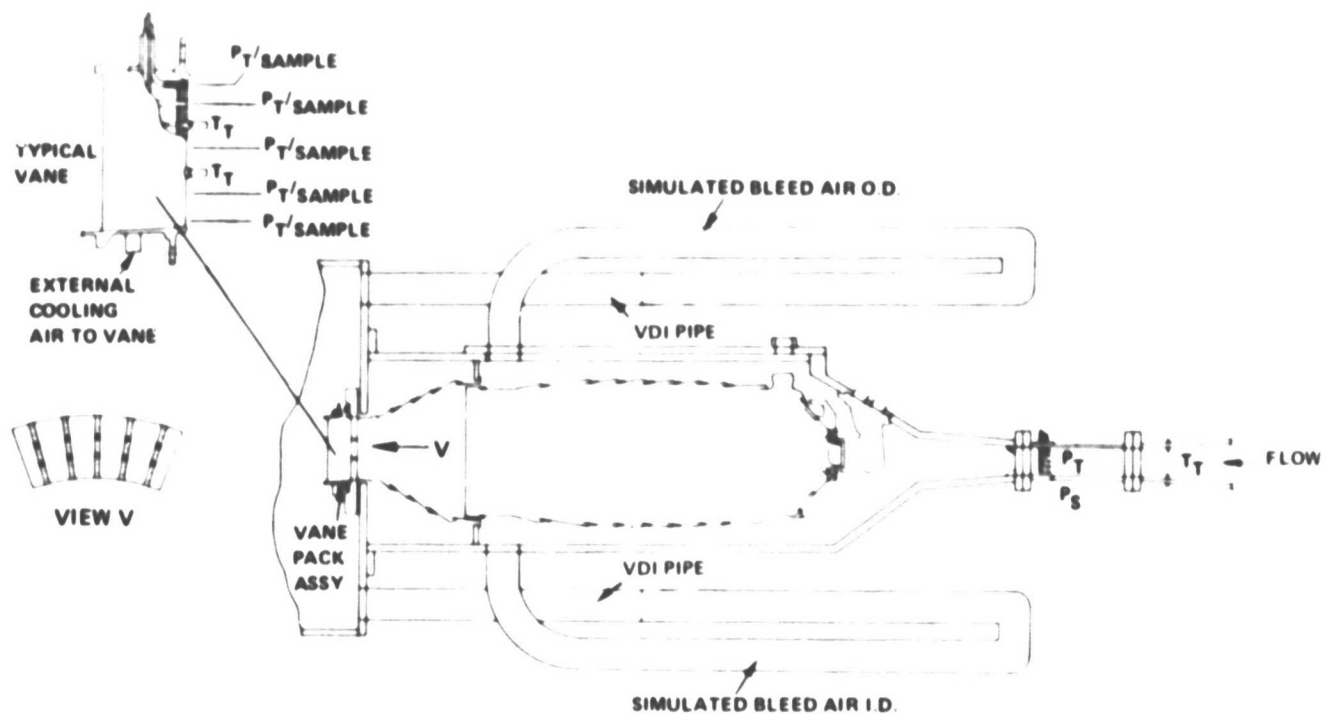 PT/SAMPLE
PT/SAMPLE
TT
PT/SAMPLE
TT
PT/SAMPLE
PT/SAMPLE
TYPICAL
VANE
EXTERNAL
COOLING
AIR TO VANE
SIMULATED BLEED AIR O.D.
VDI PIPE
V
VIEW V
VANE
PACK
ASSY
PT
PS
TT
FLOW
VDI PIPE
SIMULATED BLEED AIR I.D.